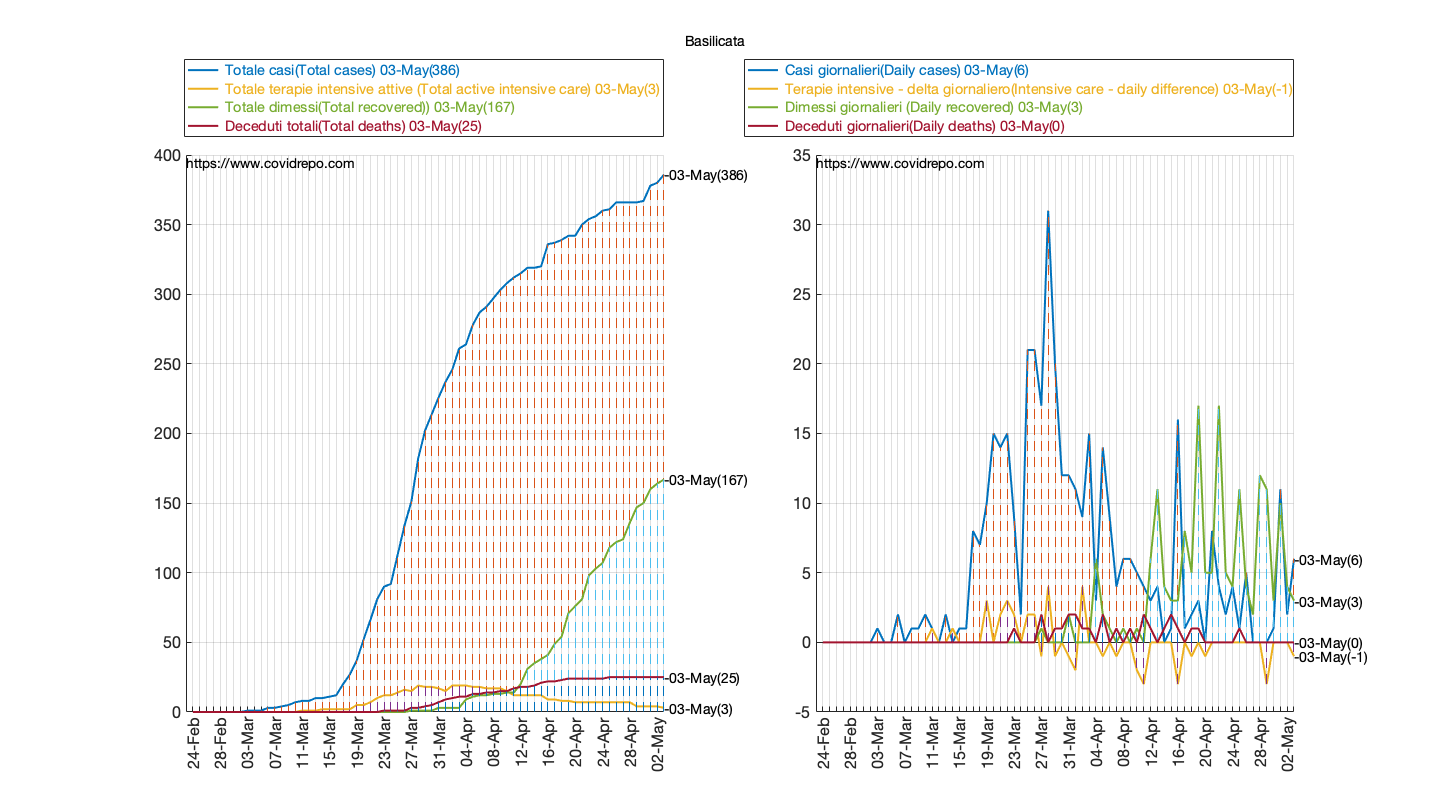 Basilicata
Totale casi(Total cases) 03-May(386)
Totale terapie intensive attive (Total active intensive care) 03-May(3)
Totale dimessi(Total recovered)) 03-May(167)
Deceduti totali(Total deaths) 03-May(25)
400
https://www.covidrepo.com
03-May(386)
350
300
250
200
03-May(167)
150
100
50
03-May(25)
03-May(3)
0
24-Feb
28-Feb
03-Mar
07-Mar
11-Mar
15-Mar
19-Mar
23-Mar
27-Mar
31-Mar
04-Apr
08-Apr
12-Apr
16-Apr
20-Apr
24-Apr
28-Apr
02-May
Casi giornalieri(Daily cases) 03-May(6)
Terapie intensive - delta giornaliero(Intensive care - daily difference) 03-May(-1)
Dimessi giornalieri (Daily recovered) 03-May(3)
Deceduti giornalieri(Daily deaths) 03-May(0)
35
https://www.covidrepo.com
30
25
20
15
10
5
03-May(6)
03-May(3)
0
03-May(0)
03-May(-1)
-5
24-Feb
28-Feb
03-Mar
07-Mar
11-Mar
15-Mar
19-Mar
23-Mar
27-Mar
31-Mar
04-Apr
08-Apr
12-Apr
16-Apr
20-Apr
24-Apr
28-Apr
02-May